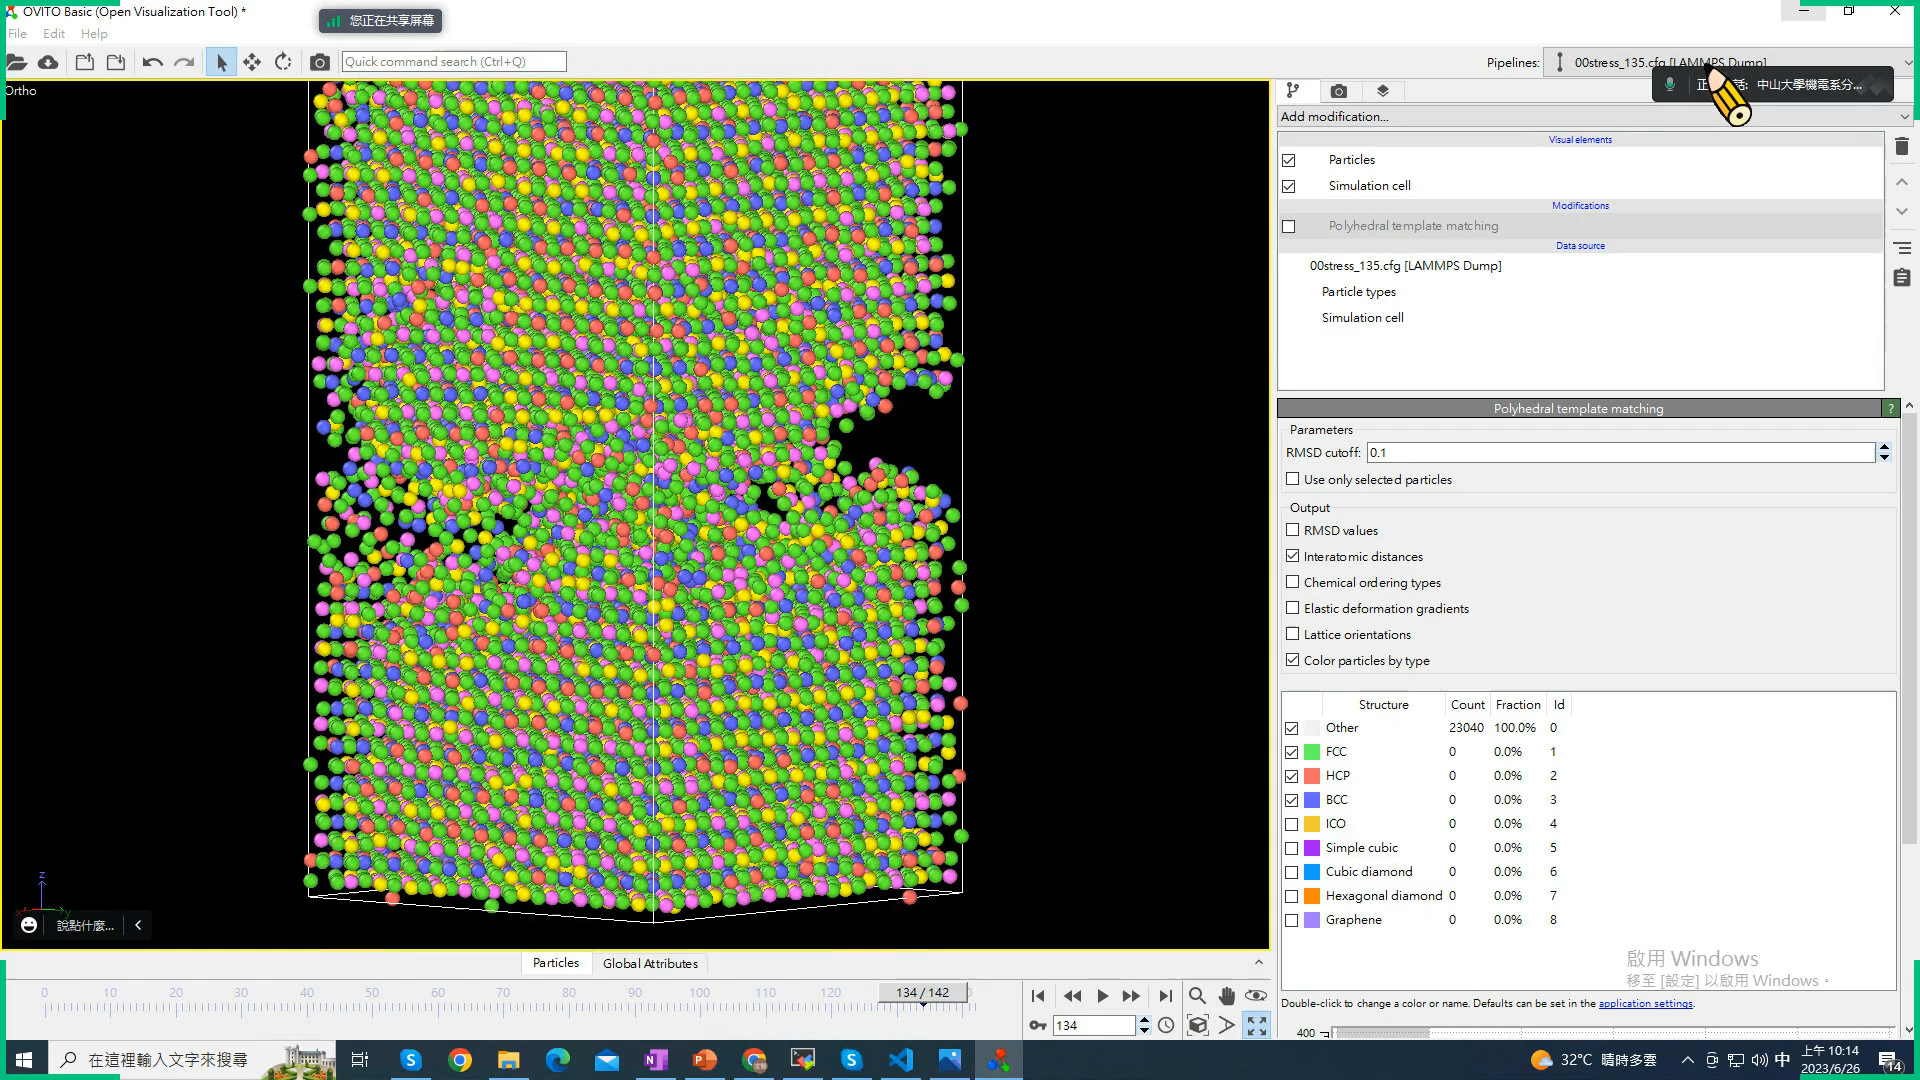 OVITO Basic (Open Visualization Tool) *
您正在共享屏幕
File Edit Help
Quick command search (Ctrl+Q)
Pipelines:
00stress_135.cfg [LAMMPS Dump]
中山大學機電系分...
Ortho
Add modification...
Visual elements
Particles
Simulation cell
Modifications
Polyhedral template matching
Data source
00stress_135.cfg [LAMMPS Dump]
Particle types
Simulation cell
Polyhedral template matching
?
Parameters
RMSD cutoff: 0.1
Use only selected particles
Output
RMSD values
Interatomic distances
Chemical ordering types
Elastic deformation gradients
Lattice orientations
Color particles by type
Structure Count Fraction Id
Other 23040 100.0% 0
FCC 0 0.0% 1
HCP 0 0.0% 2
BCC 0 0.0% 3
ICO 0 0.0% 4
Simple cubic 0 0.0% 5
Cubic diamond 0 0.0% 6
Hexagonal diamond 0 0.0% 7
Graphene 0 0.0% 8
啟用 Windows
移至 [設定] 以啟用 Windows。
Double-click to change a color or name. Defaults can be set in the application settings.
400
z
說點什麼...
Particles Global Attributes
0 10 20 30 40 50 60 70 80 90 100 110 120
134 / 142
134
在這裡輸入文字來搜尋
32°C 晴時多雲
中
上午 10:14
2023/6/26
14